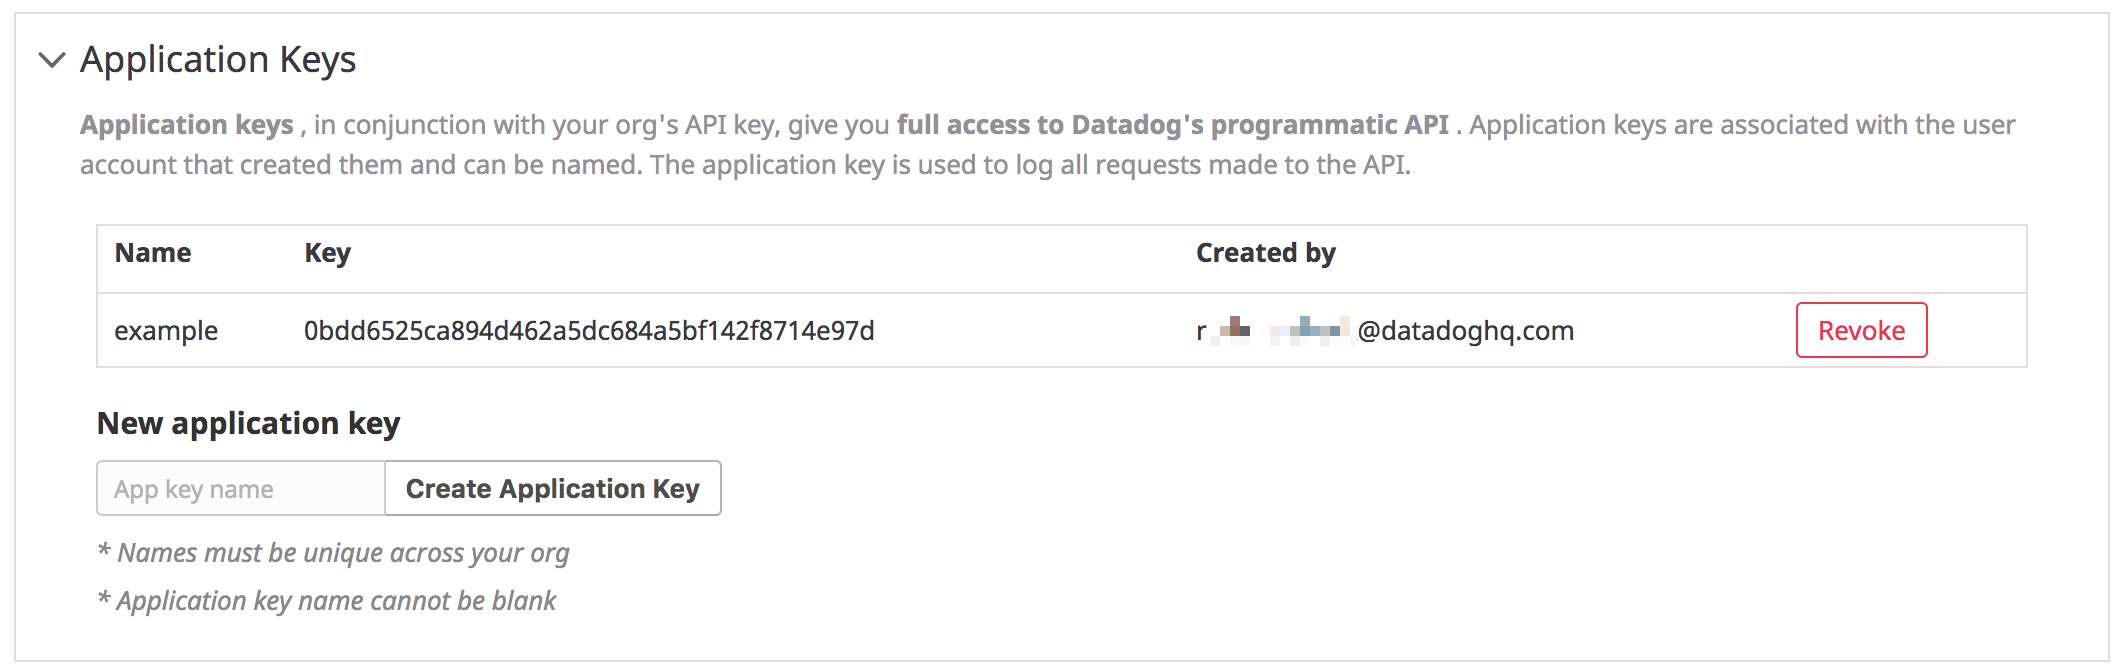 Application Keys
Application keys , in conjunction with your org's API key, give you full access to Datadog's programmatic API . Application keys are associated with the user
account that created them and can be named. The application key is used to log all requests made to the API.
Name Key Created by
example 0bdd6525ca894d462a5dc684a5bf142f8714e97d r @datadoghq.com Revoke
New application key
App key name Create Application Key
* Names must be unique across your org
* Application key name cannot be blank